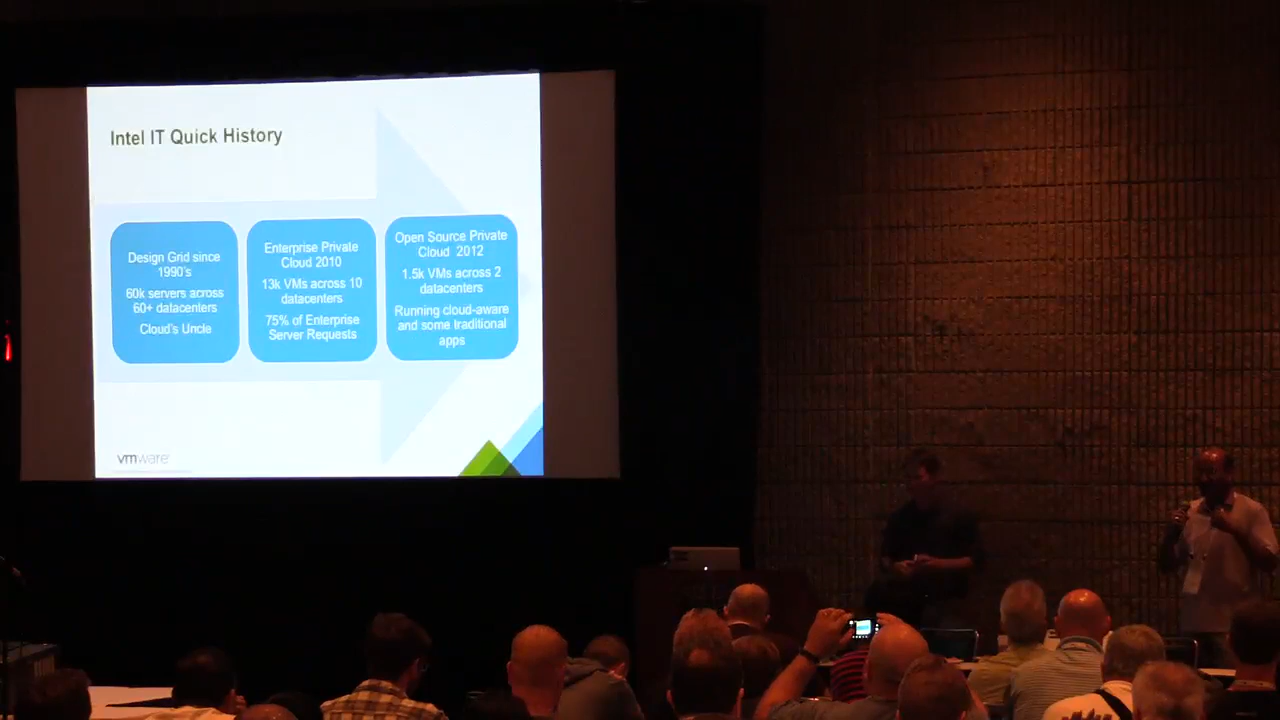 Intel IT Quick History
Design Grid since
1990's
60k servers across
60+ datacenters
Cloud's Uncle
Enterprise Private
Cloud 2010
13k VMs across 10
datacenters
75% of Enterprise
Server Requests
Open Source Private
Cloud 2012
1.5k VMs across 2
datacenters
Running cloud-aware
and some traditional
apps
vmware